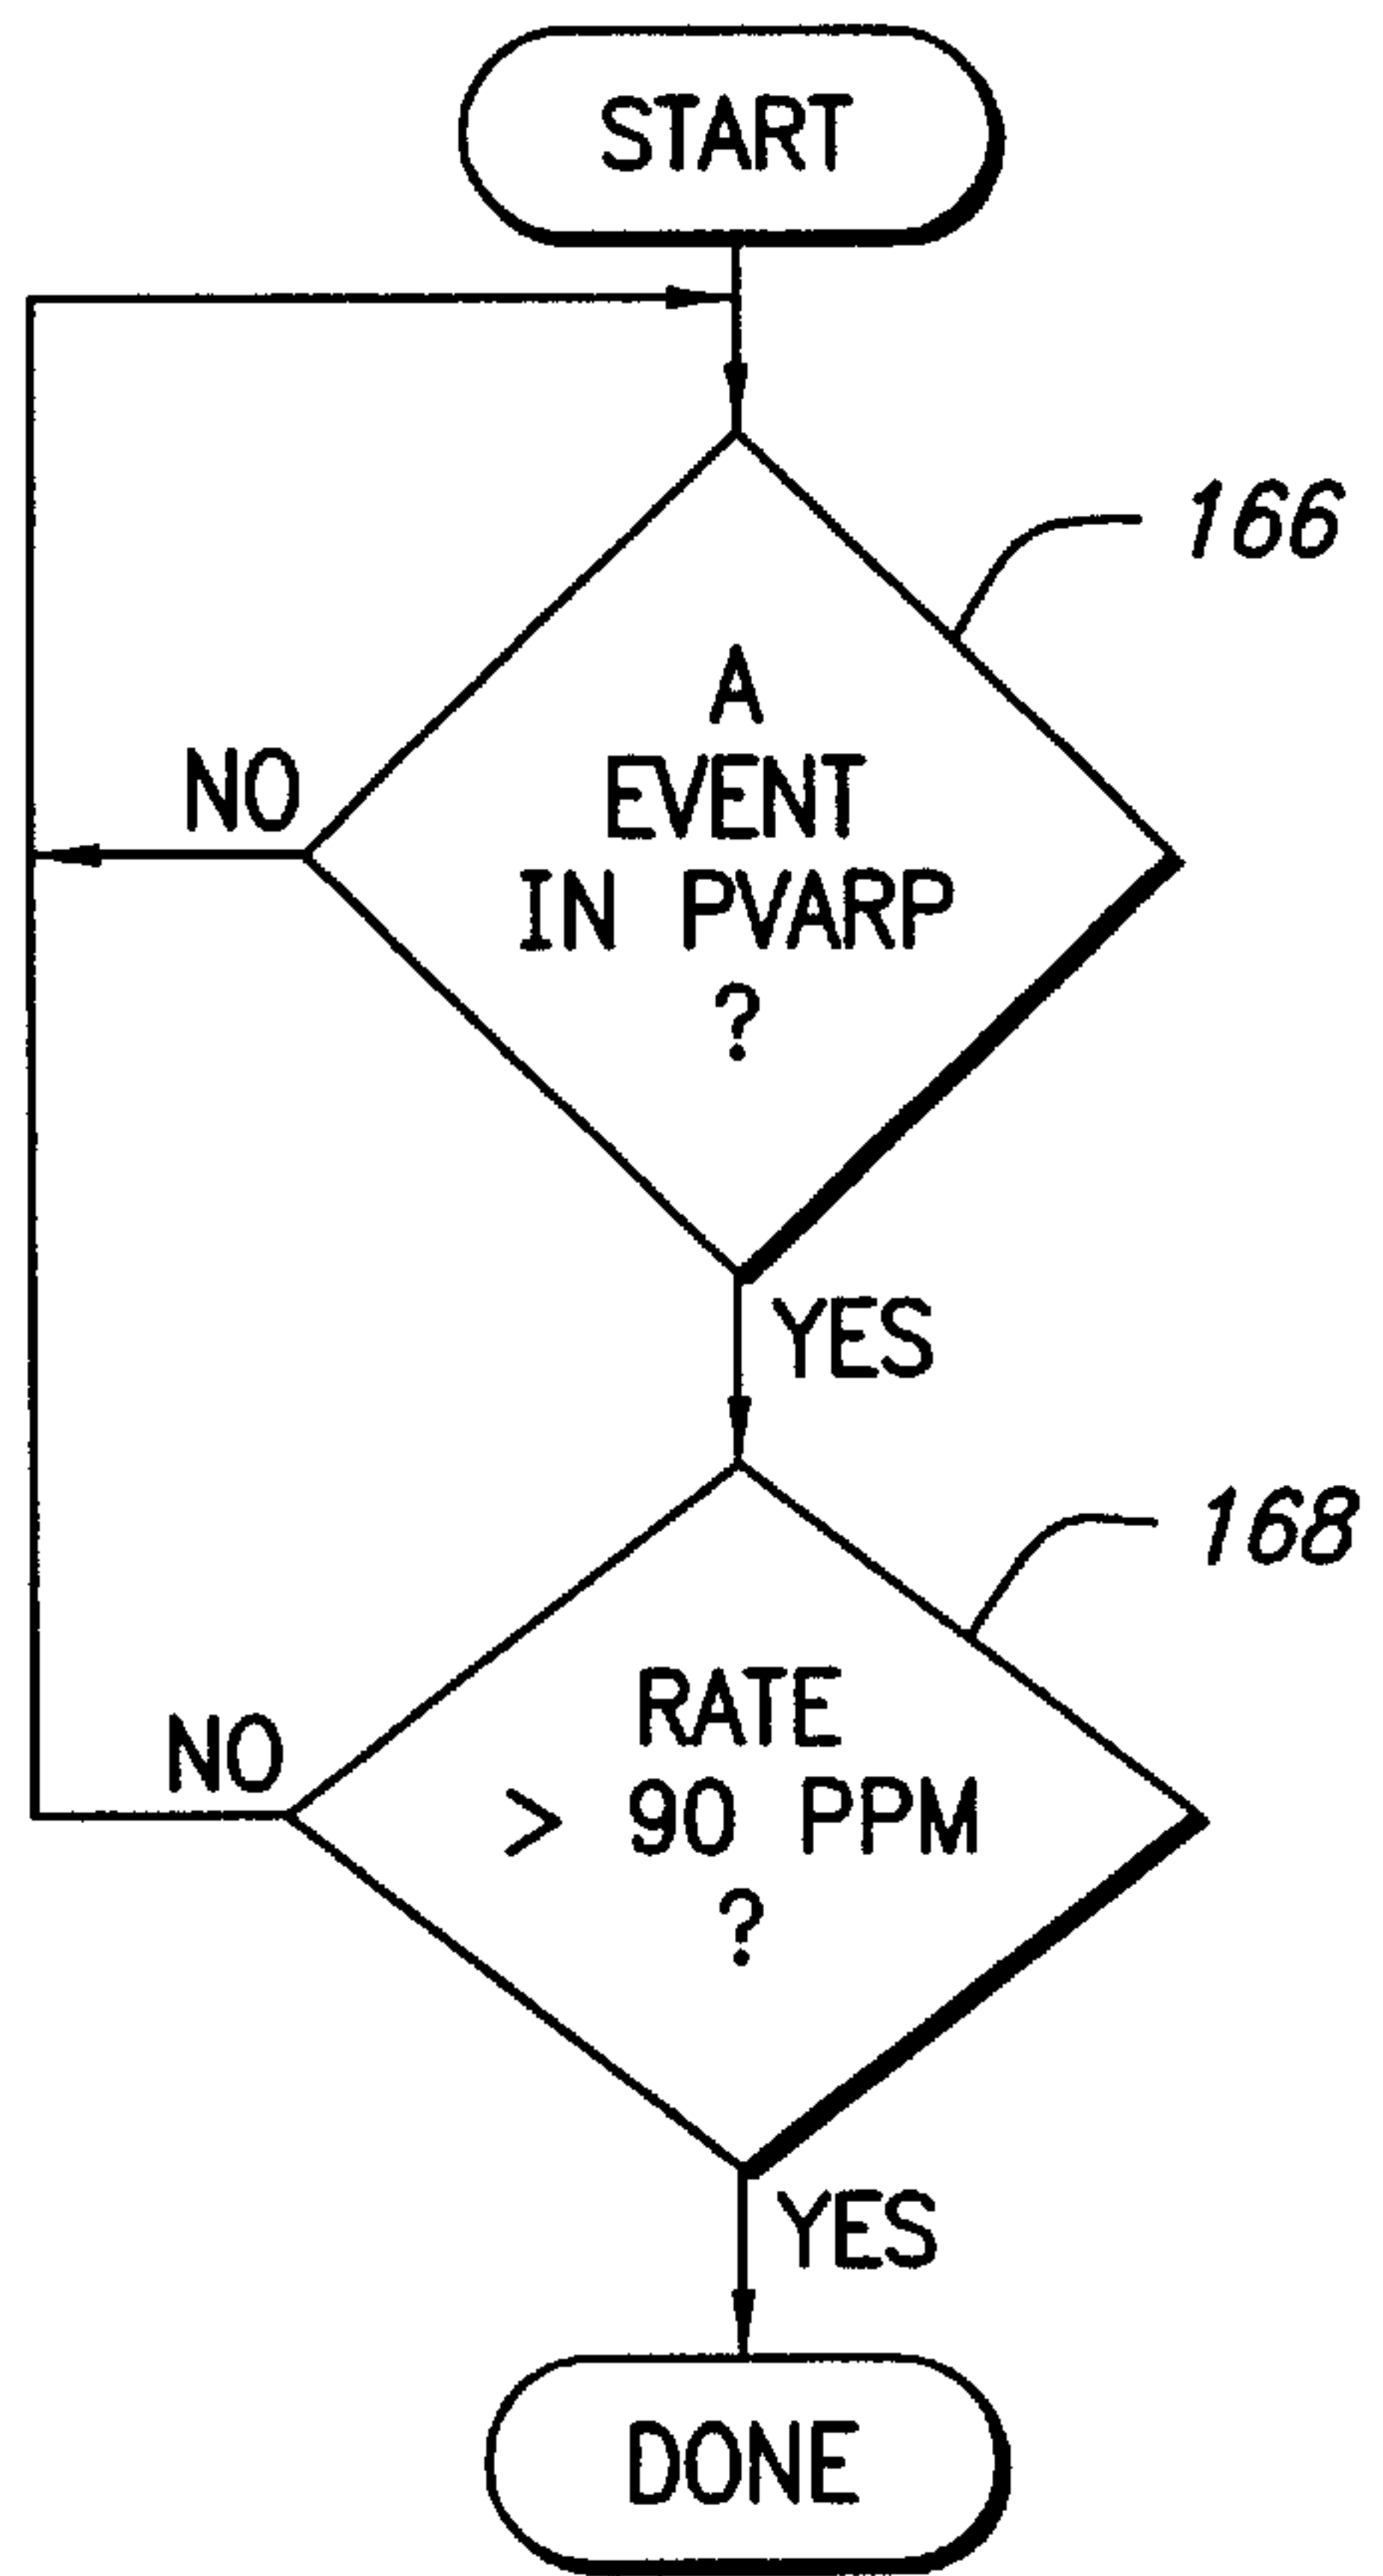 START
166
A
EVENT
IN PVARP
?
NO
YES
168
RATE
> 90 PPM
?
NO
YES
DONE